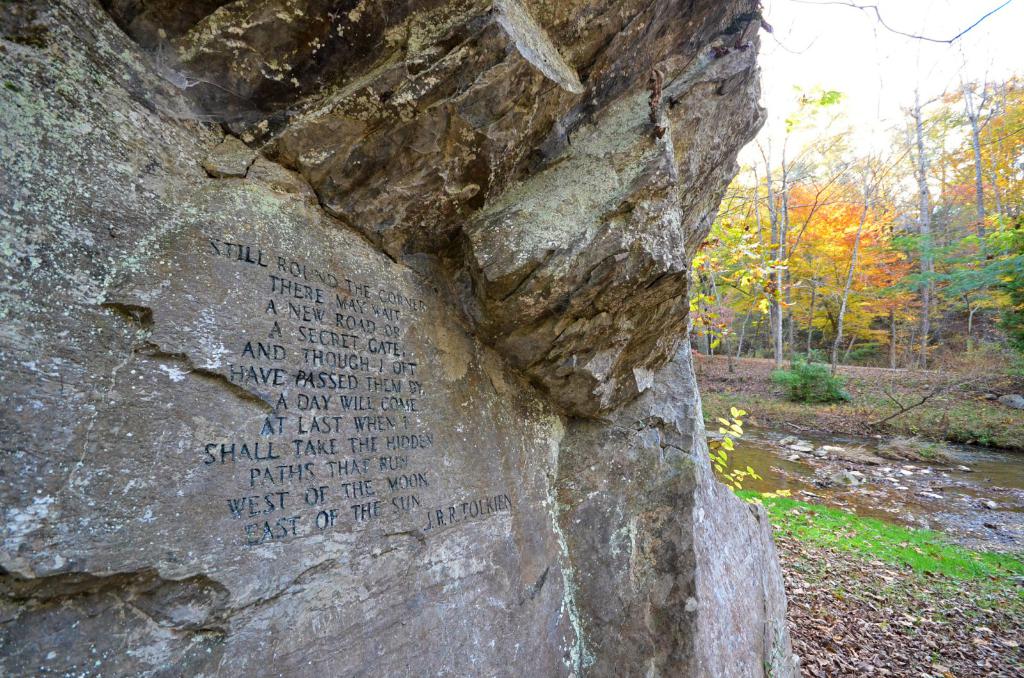 STILL ROUND THE CORNER
THERE MAY WAIT
A NEW ROAD OR
A SECRET GATE,
AND THOUGH I OFT
HAVE PASSED THEM BY
A DAY WILL COME
AT LAST WHEN I
SHALL TAKE THE HIDDEN
PATHS THAT RUN
WEST OF THE MOON
EAST OF THE SUN
J.R.R. TOLKIEN